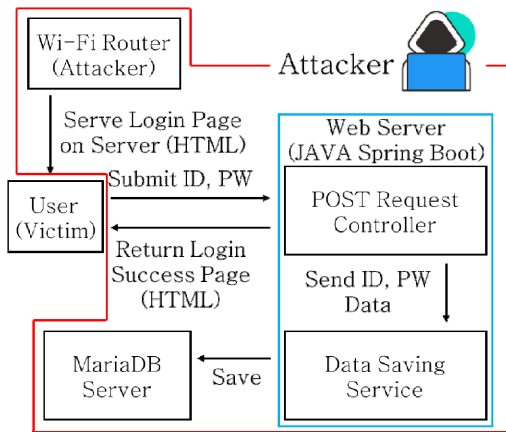 Wi-Fi Router
(Attacker)
Attacker
Serve Login Page
on Server (HTML)
Web Server
(JAVA Spring Boot)
Submit ID, PW
User
(Victim)
POST Request
Controller
Return Login
Success Page
(HTML)
Send ID, PW
Data
MariaDB
Server
Save
Data Saving
Service